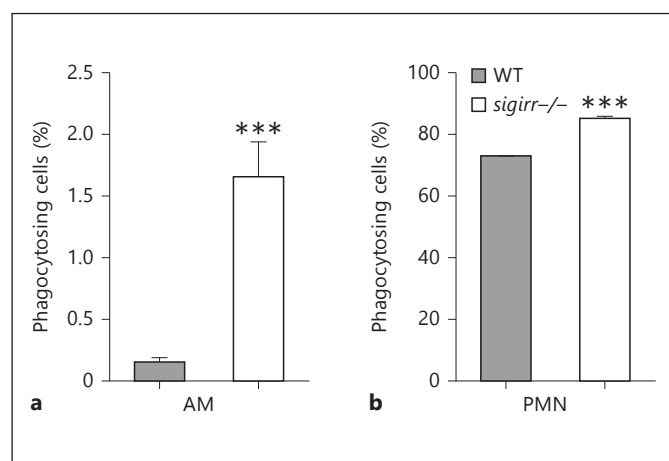 Phagocytosing cells (%)
2.5
2.0
1.5
1.0
0.5
0
***
a
AM
Phagocytosing cells (%)
100
80
60
40
20
0
WT
sigirr–/–
***
b
PMN